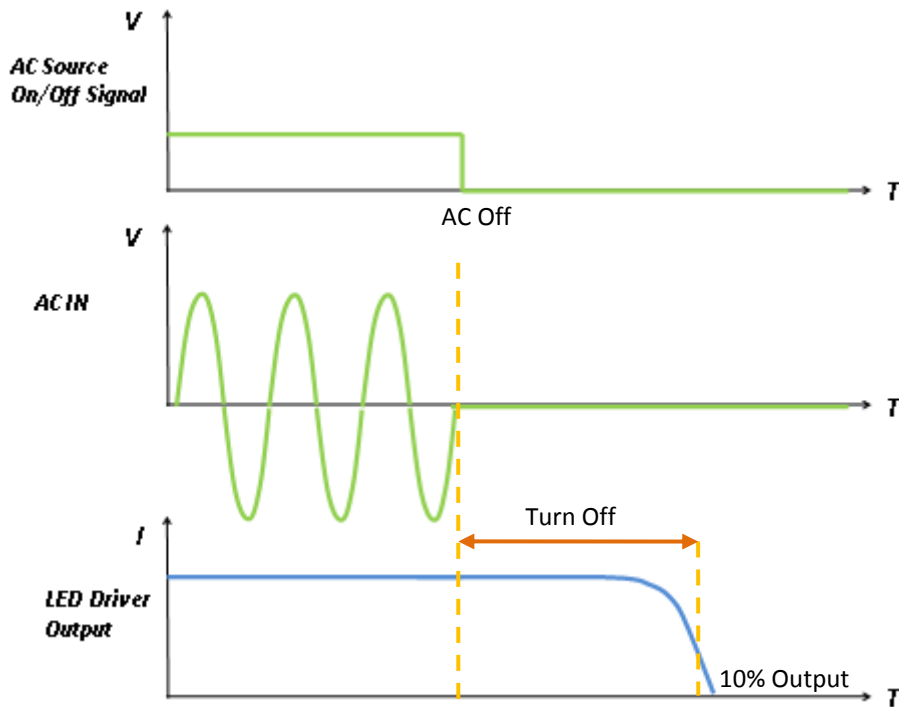 V
AC Source
On/Off Signal
T
AC Off
V
AC IN
T
Turn Off
I
LED Driver
Output
10% Output
T